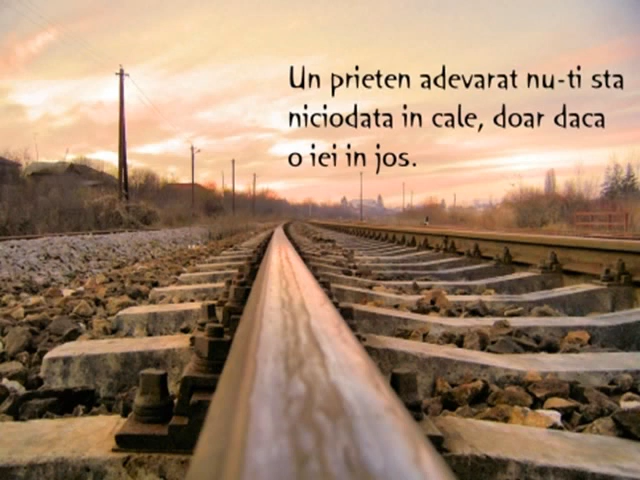 Un prieten adevarat nu-ti sta
niciodata in cale, doar daca
o iei in jos.